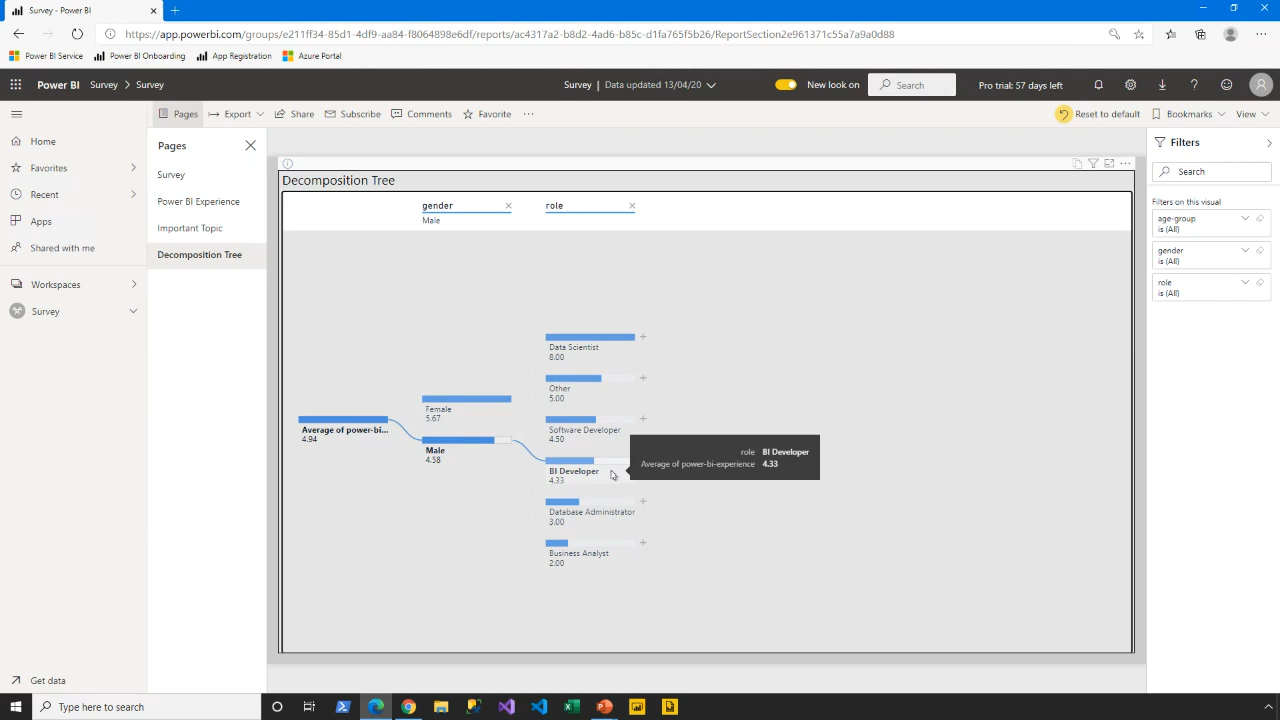 Survey - Power BI
https://app.powerbi.com/groups/e211ff34-85d1-4df9-aa84-f8064898e6df/reports/ac4317a2-b8d2-4ad6-b85c-d1fa765f5b26/ReportSection2e961371c55a7a9a0d88
Power BI Service Power BI Onboarding App Registration Azure Portal
Power BI Survey > Survey Survey | Data updated 13/04/20 New look on Search Pro trial: 57 days left
Pages Export Share Subscribe Comments Favorite ... Reset to default Bookmarks View
Home
Favorites
Recent
Apps
Shared with me
Workspaces
Survey
Get data
Pages
Survey
Power BI Experience
Important Topic
Decomposition Tree
Decomposition Tree
gender role
Male
Average of power-bi...
4.94
Female
5.67
Male
4.58
Data Scientist
8.00
Other
5.00
Software Developer
4.50
BI Developer
4.33
Database Administrator
3.00
Business Analyst
2.00
role BI Developer
Average of power-bi-experience 4.33
Filters
Search
Filters on this visual
age-group
is (All)
gender
is (All)
role
is (All)
Type here to search